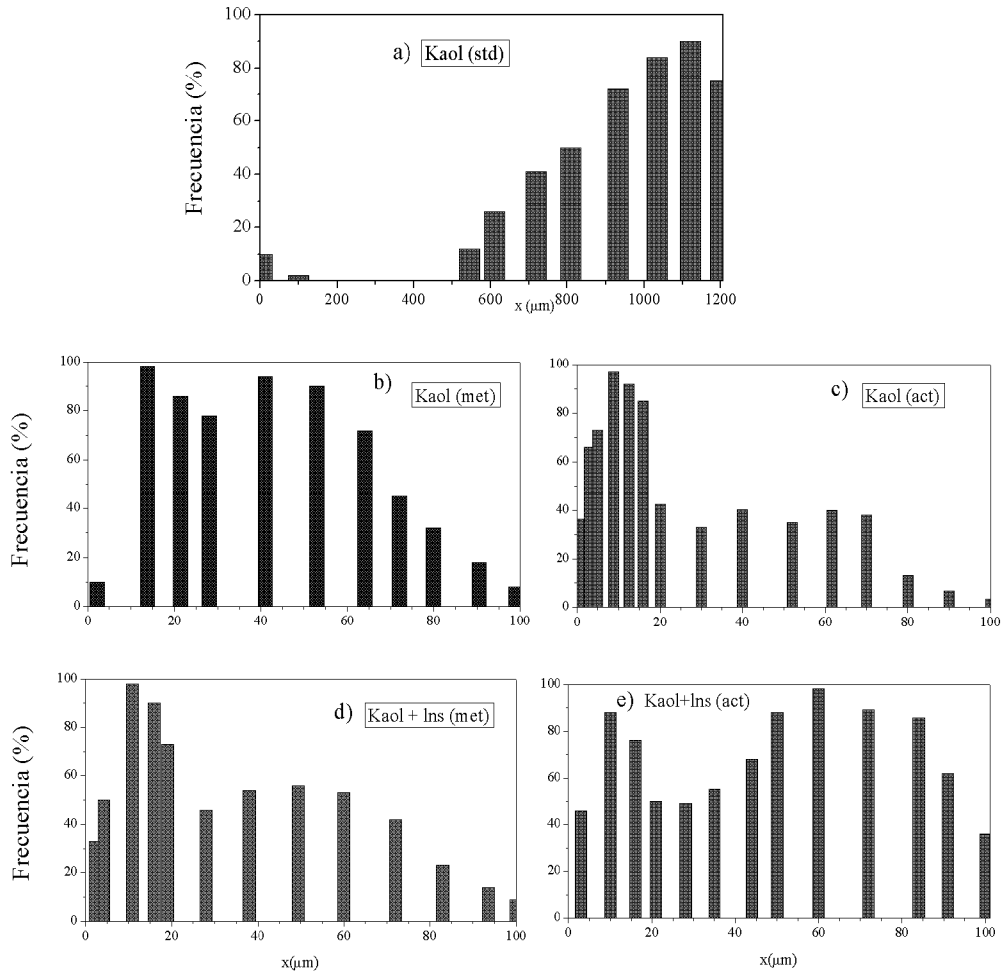 a) Kaol (std)
Frecuencia (%)
100
80
60
40
20
0
0 200 400 600 800 1000 1200
x (μm)
b) Kaol (met)
Frecuencia (%)
100
80
60
40
20
0
0 20 40 60 80 100
c) Kaol (act)
100
80
60
40
20
0
0 20 40 60 80 100
d) Kaol + lns (met)
Frecuencia (%)
100
80
60
40
20
0
0 20 40 60 80 100
x(μm)
e) Kaol+lns (act)
100
80
60
40
20
0
0 20 40 60 80 100
x(μm)